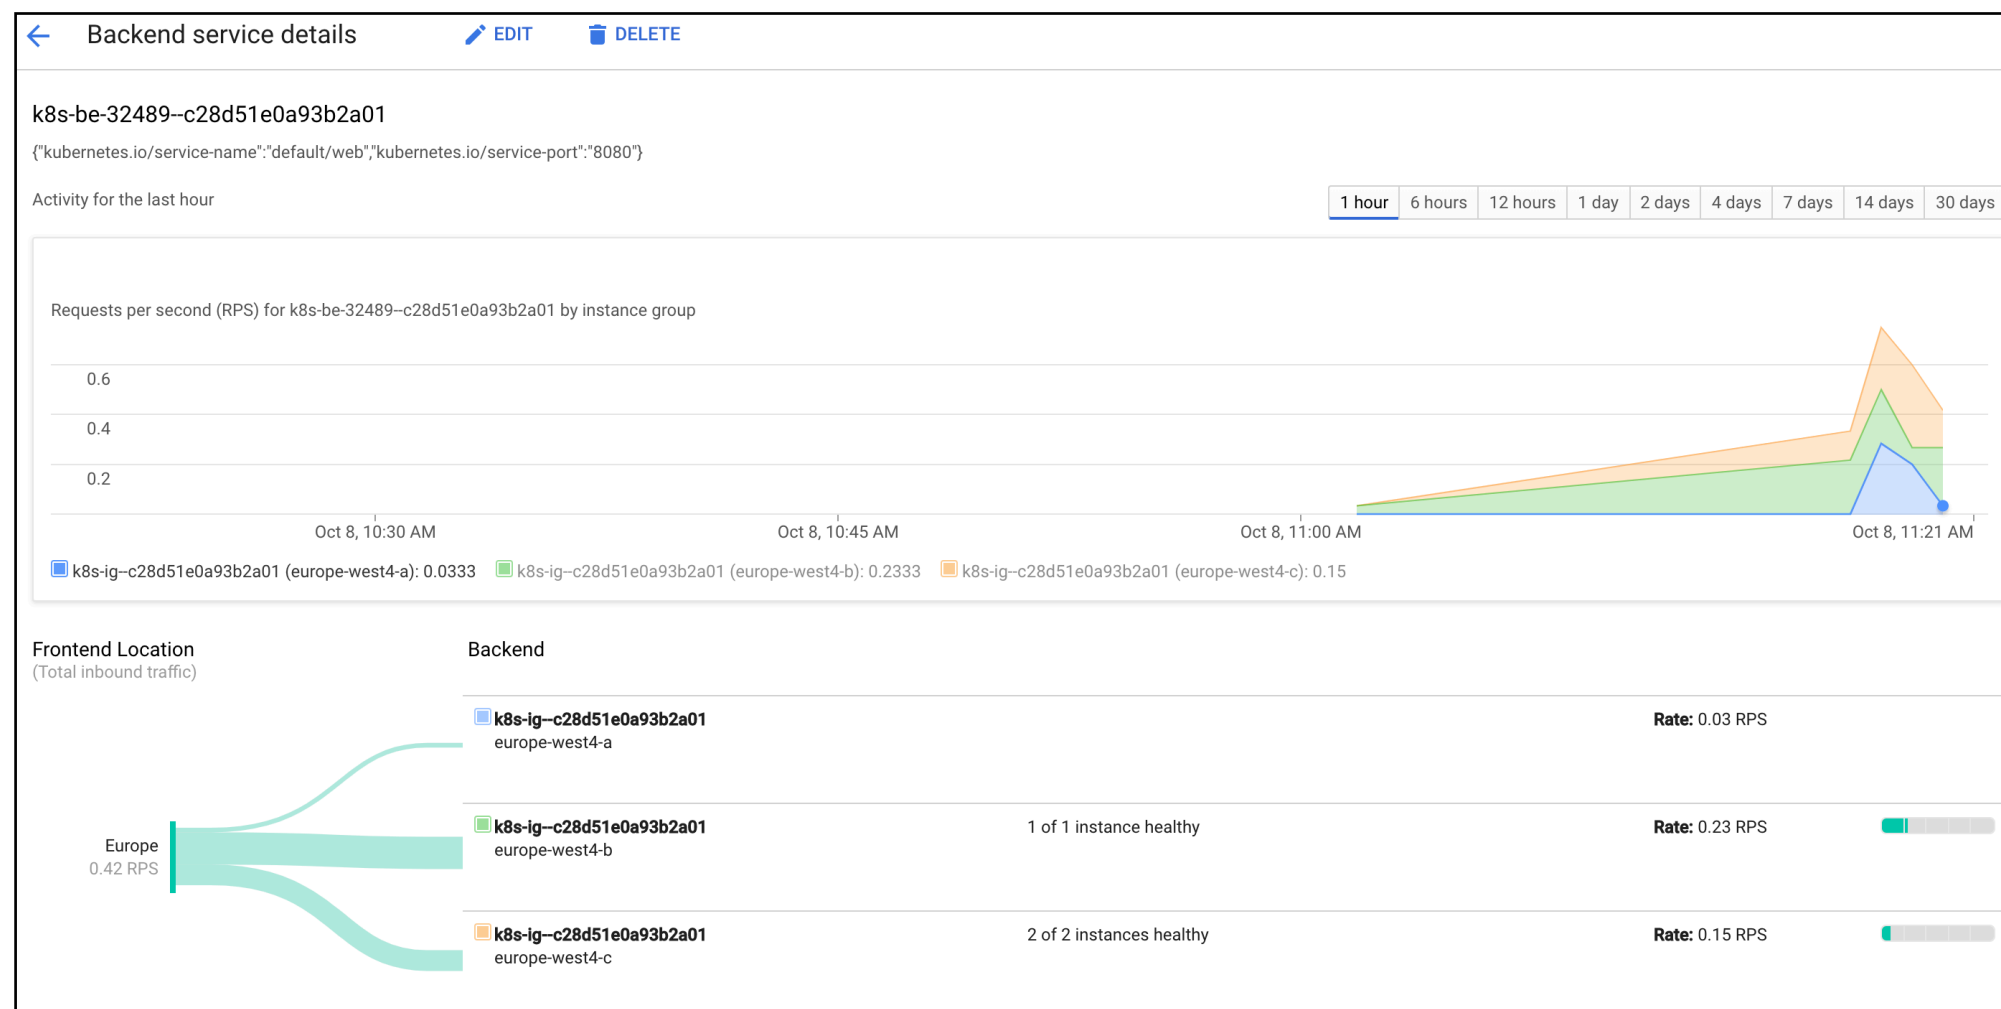 Backend service details EDIT DELETE
k8s-be-32489--c28d51e0a93b2a01
{"kubernetes.io/service-name":"default/web","kubernetes.io/service-port":"8080"}
Activity for the last hour
1 hour 6 hours 12 hours 1 day 2 days 4 days 7 days 14 days 30 days
Requests per second (RPS) for k8s-be-32489--c28d51e0a93b2a01 by instance group
0.6
0.4
0.2
Oct 8, 10:30 AM Oct 8, 10:45 AM Oct 8, 11:00 AM Oct 8, 11:21 AM
k8s-ig--c28d51e0a93b2a01 (europe-west4-a): 0.0333 k8s-ig--c28d51e0a93b2a01 (europe-west4-b): 0.2333 k8s-ig--c28d51e0a93b2a01 (europe-west4-c): 0.15
Frontend Location Backend
(Total inbound traffic)
k8s-ig--c28d51e0a93b2a01 Rate: 0.03 RPS
europe-west4-a
k8s-ig--c28d51e0a93b2a01 1 of 1 instance healthy Rate: 0.23 RPS
europe-west4-b
Europe
0.42 RPS
k8s-ig--c28d51e0a93b2a01 2 of 2 instances healthy Rate: 0.15 RPS
europe-west4-c